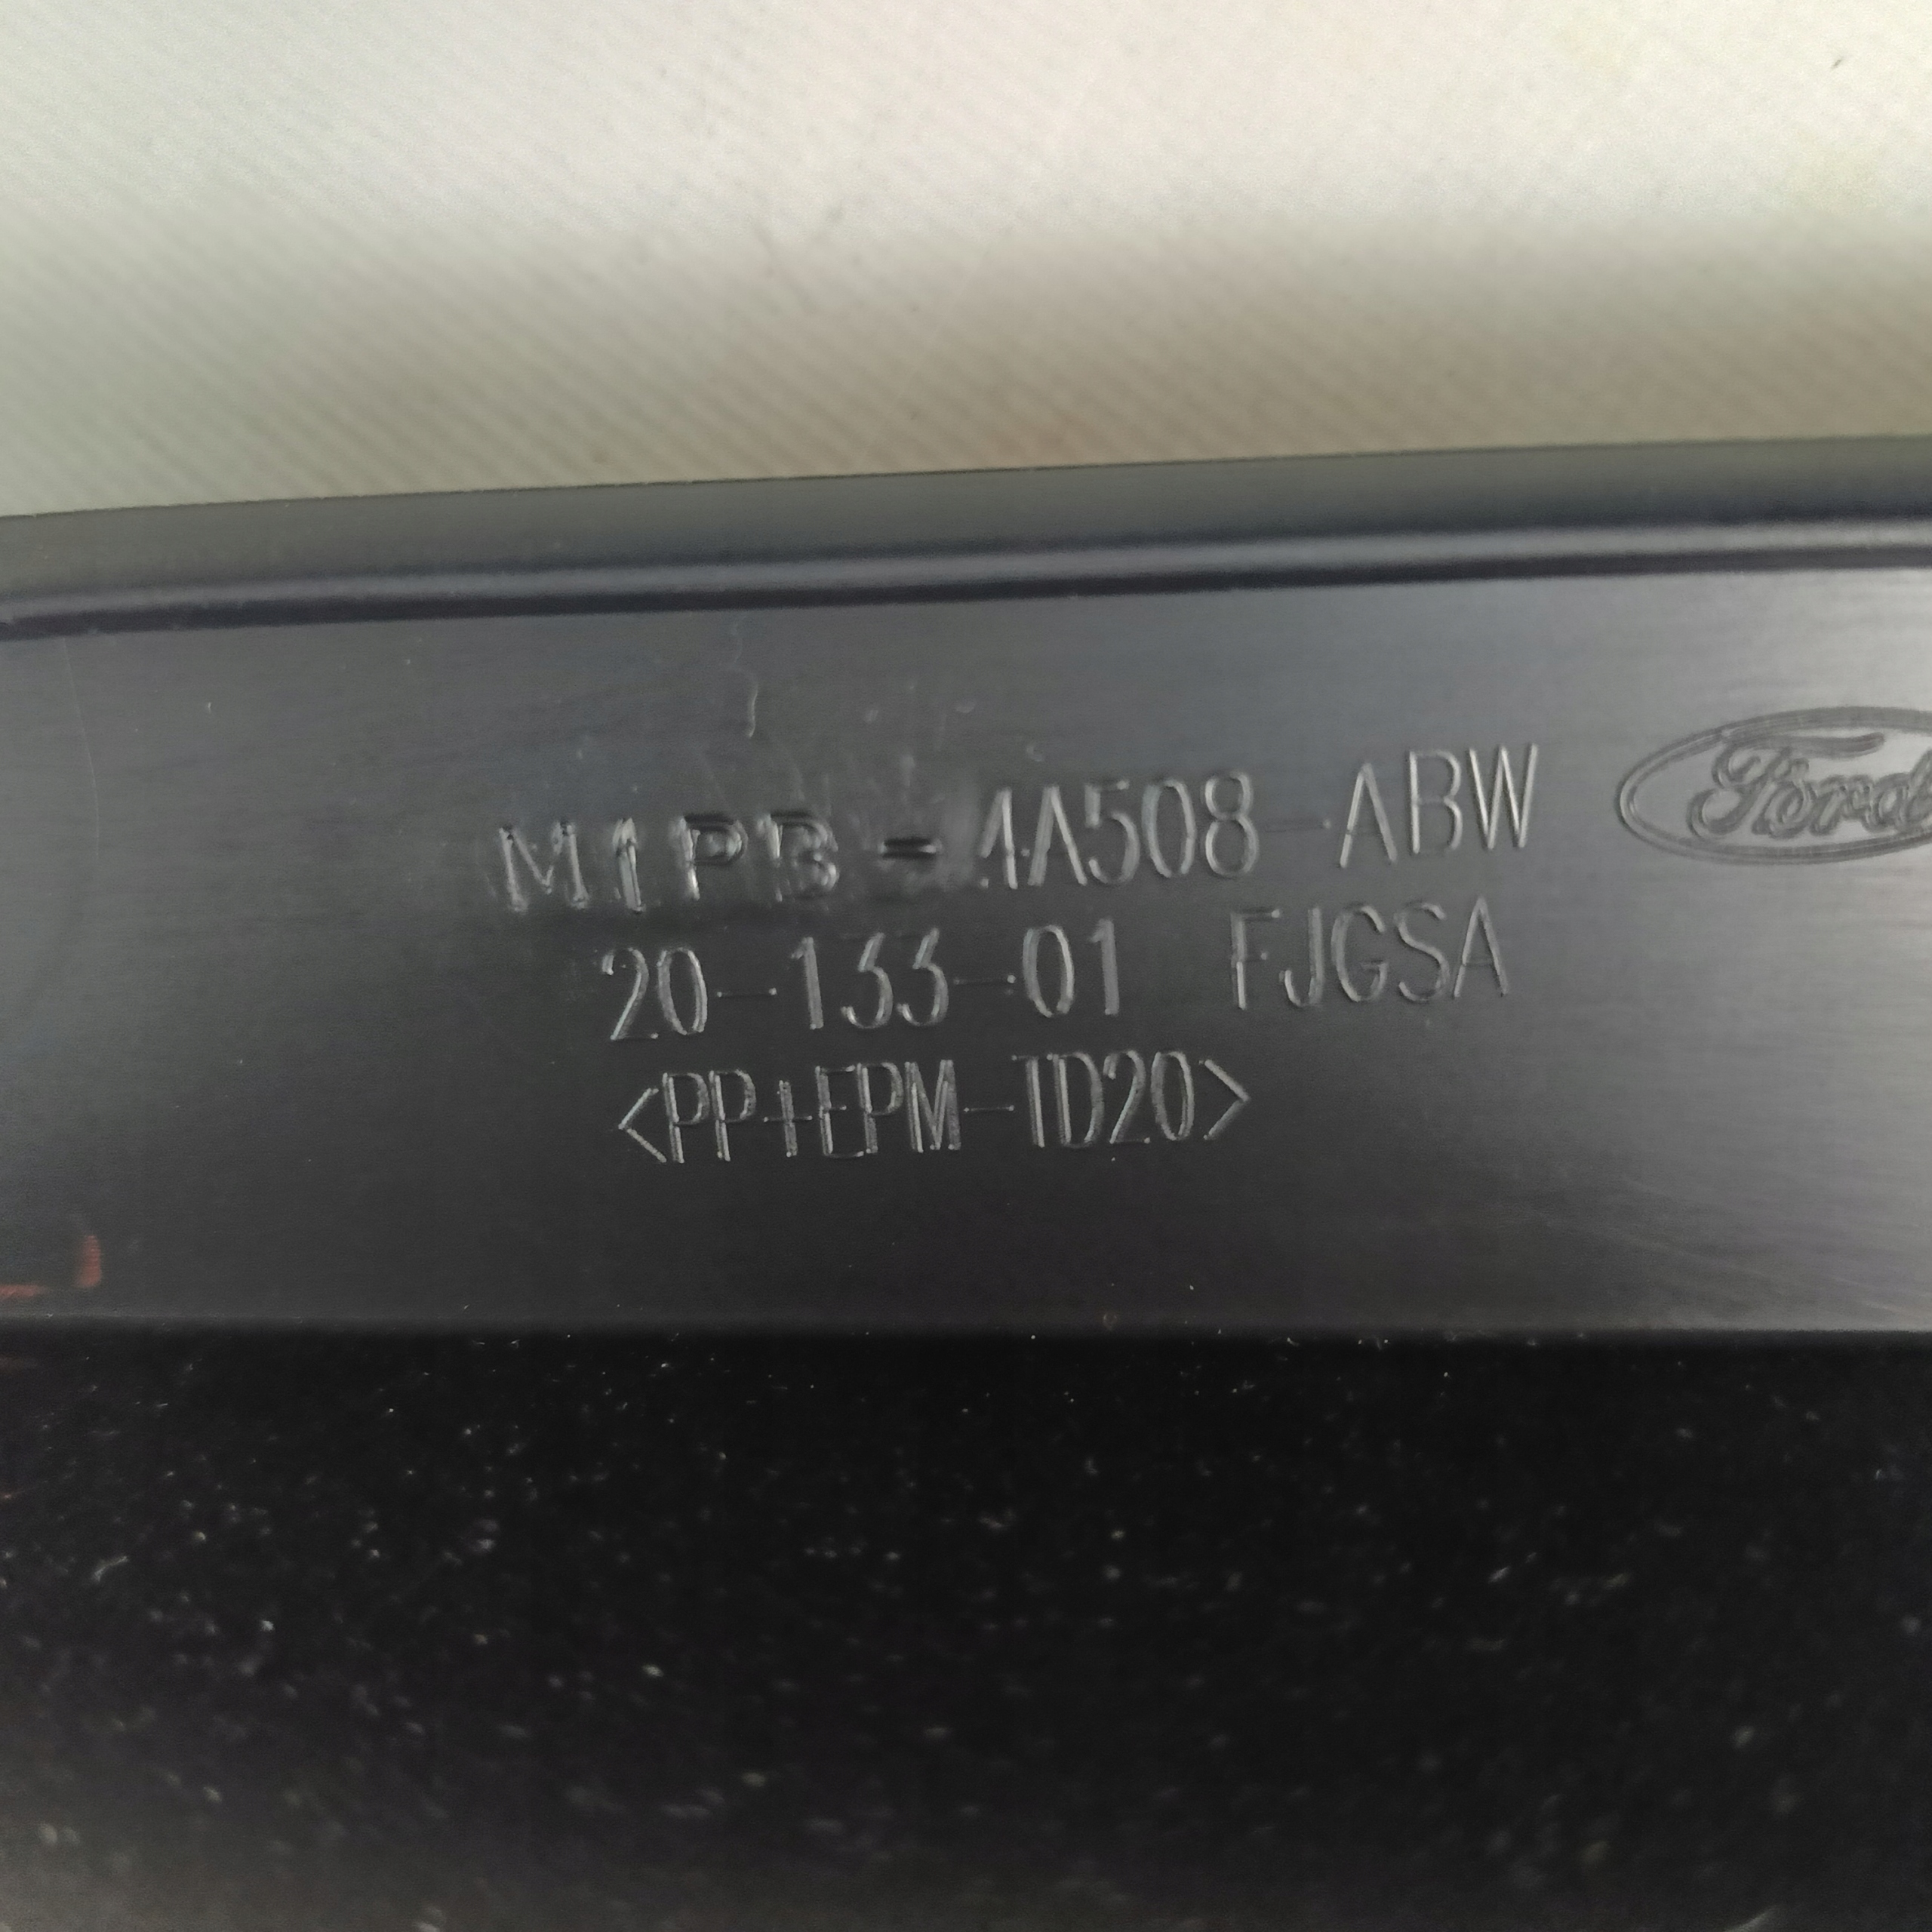 M1PB-4A508-ABW
Ford
20-133-01 FJGSA
<PP+EPM-TD20>